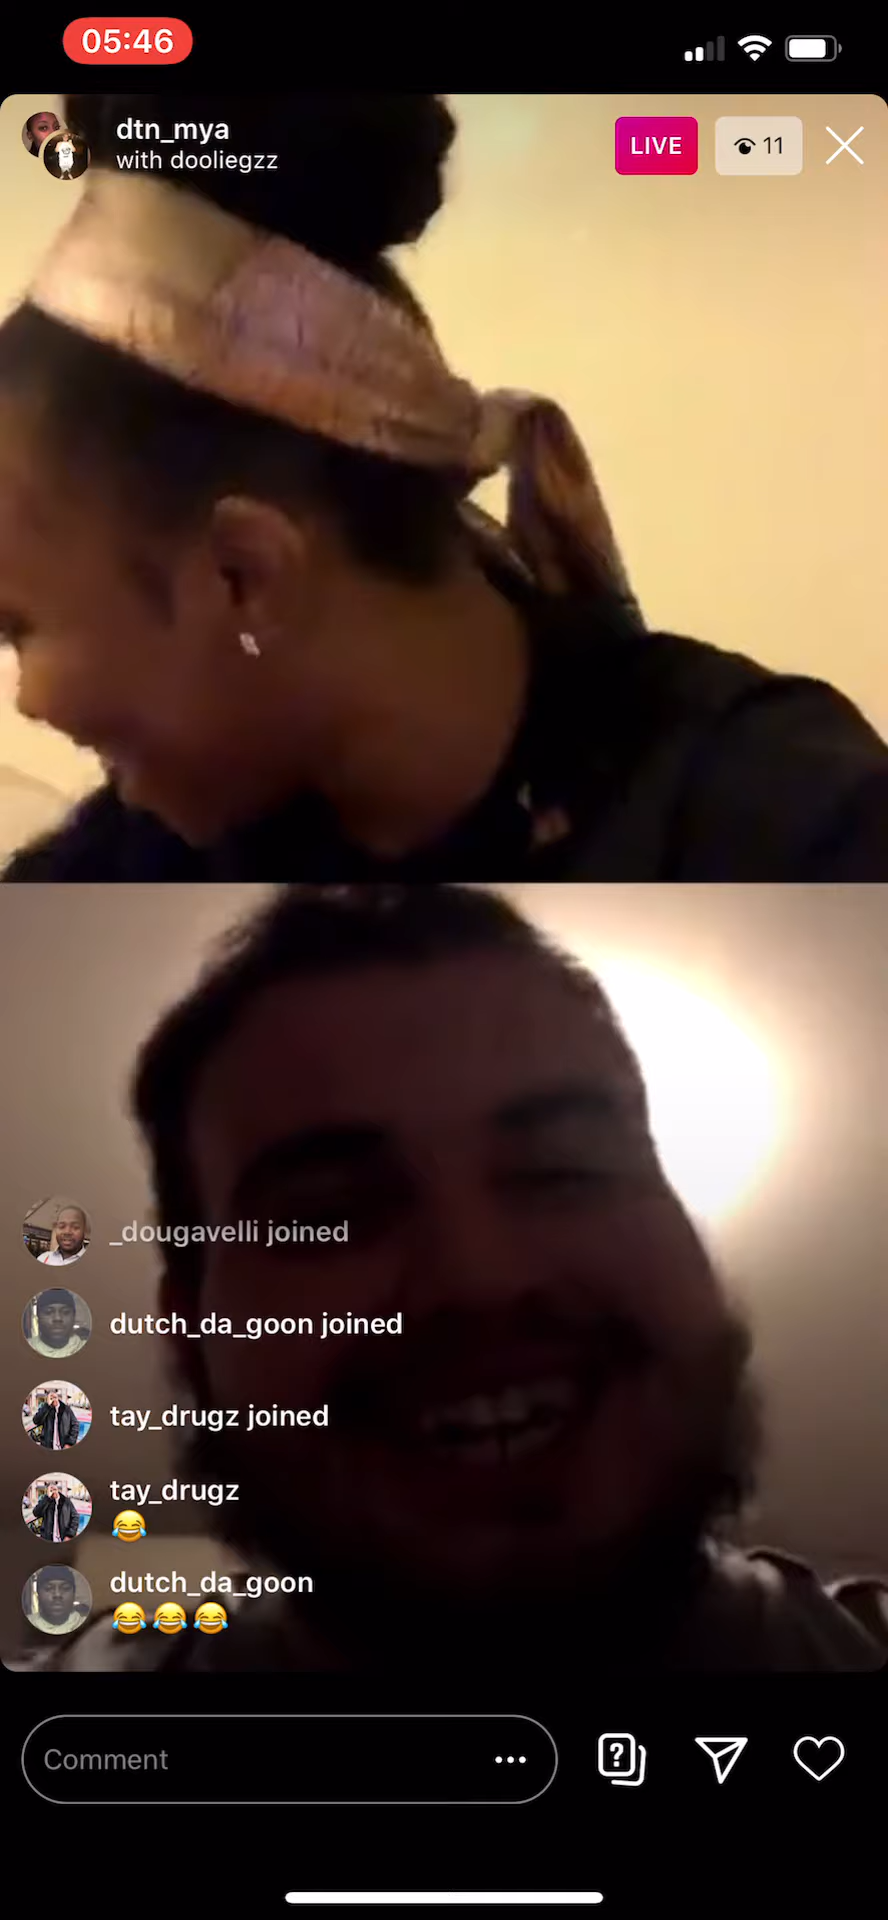 05:46
dtn_mya
with dooliegzz
LIVE
11
_dougavelli joined
dutch_da_goon joined
tay_drugz joined
tay_drugz
😂
dutch_da_goon
😂😂😂
Comment